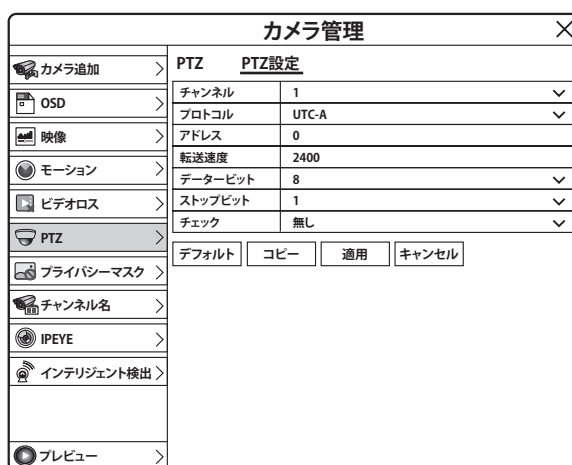 カメラ管理
カメラ追加
OSD
映像
モーション
ビデオロス
PTZ
プライバシーマスク
チャンネル名
IPEYE
インテリジェント検出
プレビュー
PTZ PTZ設定
チャンネル 1
プロトコル UTC-A
アドレス 0
転送速度 2400
データービット 8
ストップビット 1
チェック 無し
デフォルト コピー 適用 キャンセル